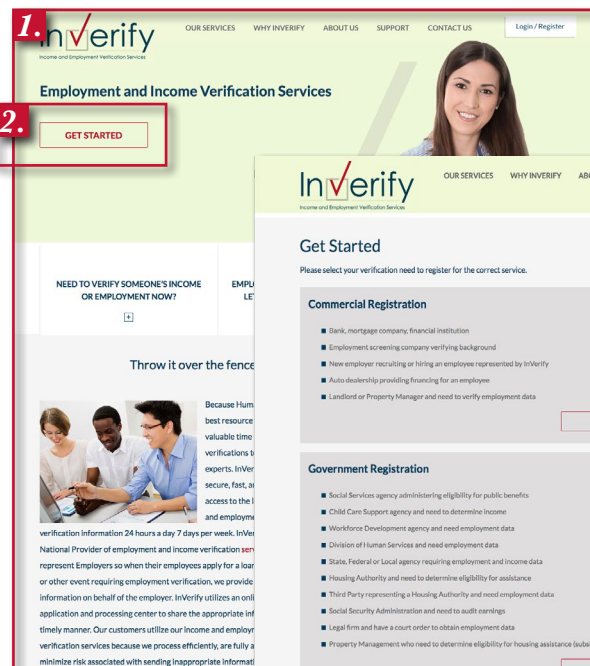 1.
InVerify
Income and Employment Verification Services
OUR SERVICES WHY INVERIFY ABOUT US SUPPORT CONTACT US Login / Register
Employment and Income Verification Services
2.
GET STARTED
NEED TO VERIFY SOMEONE'S INCOME
OR EMPLOYMENT NOW?
+
EMPL
LE
Throw it over the fence
Because Hum
best resource
valuable time
verifications t
experts. InVer
secure, fast, a
access to the l
and employme
verification information 24 hours a day 7 days per week. InVer
National Provider of employment and income verification ser
represent Employers so when their employees apply for a loan
or other event requiring employment verification, we provide
information on behalf of the employer. InVerify utilizes an onli
application and processing center to share the appropriate inf
timely manner. Our customers utilize our income and employr
verification services because we process efficiently, are fully a
minimize risk associated with sending inappropriate informati
InVerify
Income and Employment Verification Services
OUR SERVICES WHY INVERIFY ABO
Get Started
Please select your verification need to register for the correct service.
Commercial Registration
Bank, mortgage company, financial institution
Employment screening company verifying background
New employer recruiting or hiring an employee represented by InVerify
Auto dealership providing financing for an employee
Landlord or Property Manager and need to verify employment data
Government Registration
Social Services agency administering eligibility for public benefits
Child Care Support agency and need to determine income
Workforce Development agency and need employment data
Division of Human Services and need employment data
State, Federal or Local agency requiring employment and income data
Housing Authority and need to determine eligibility for assistance
Third Party representing a Housing Authority and need employment data
Social Security Administration and need to audit earnings
Legal firm and have a court order to obtain employment data
Property Management who need to determine eligibility for housing assistance (subs